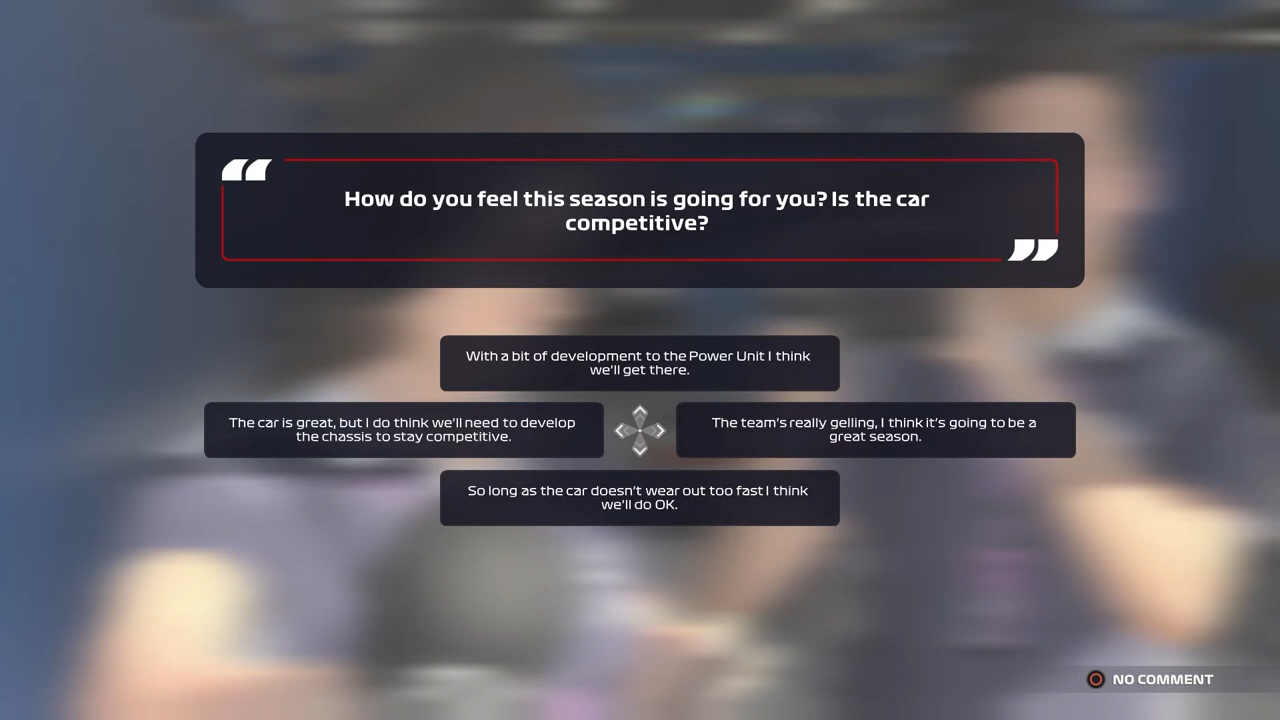 How do you feel this season is going for you? Is the car
competitive?
With a bit of development to the Power Unit I think
we'll get there.
The car is great, but I do think we'll need to develop
the chassis to stay competitive.
The team's really gelling, I think it's going to be a
great season.
So long as the car doesn't wear out too fast I think
we'll do OK.
NO COMMENT